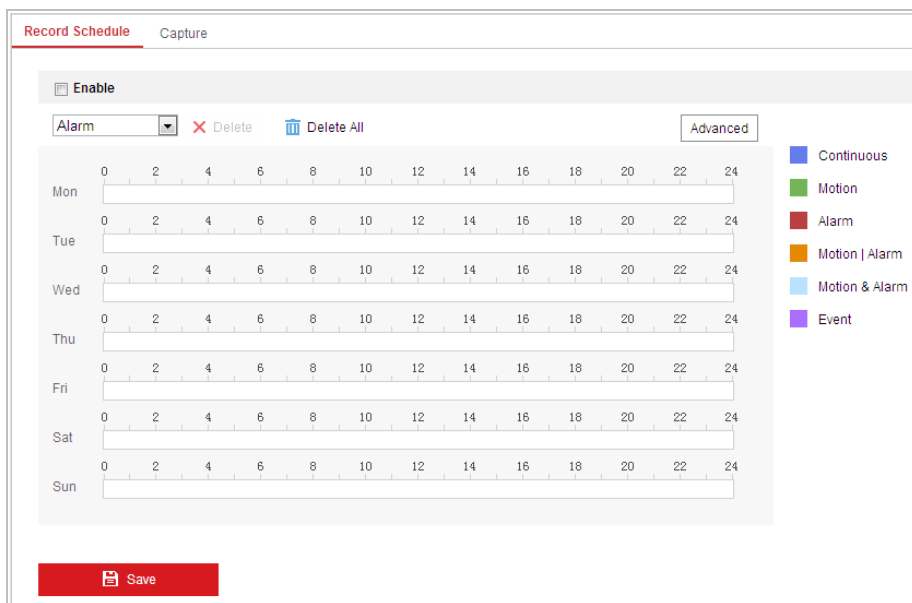 Record Schedule Capture
Enable
Alarm Delete Delete All Advanced
Continuous
Motion
Alarm
Motion | Alarm
Motion & Alarm
Event
0 2 4 6 8 10 12 14 16 18 20 22 24
Mon
0 2 4 6 8 10 12 14 16 18 20 22 24
Tue
0 2 4 6 8 10 12 14 16 18 20 22 24
Wed
0 2 4 6 8 10 12 14 16 18 20 22 24
Thu
0 2 4 6 8 10 12 14 16 18 20 22 24
Fri
0 2 4 6 8 10 12 14 16 18 20 22 24
Sat
0 2 4 6 8 10 12 14 16 18 20 22 24
Sun
Save